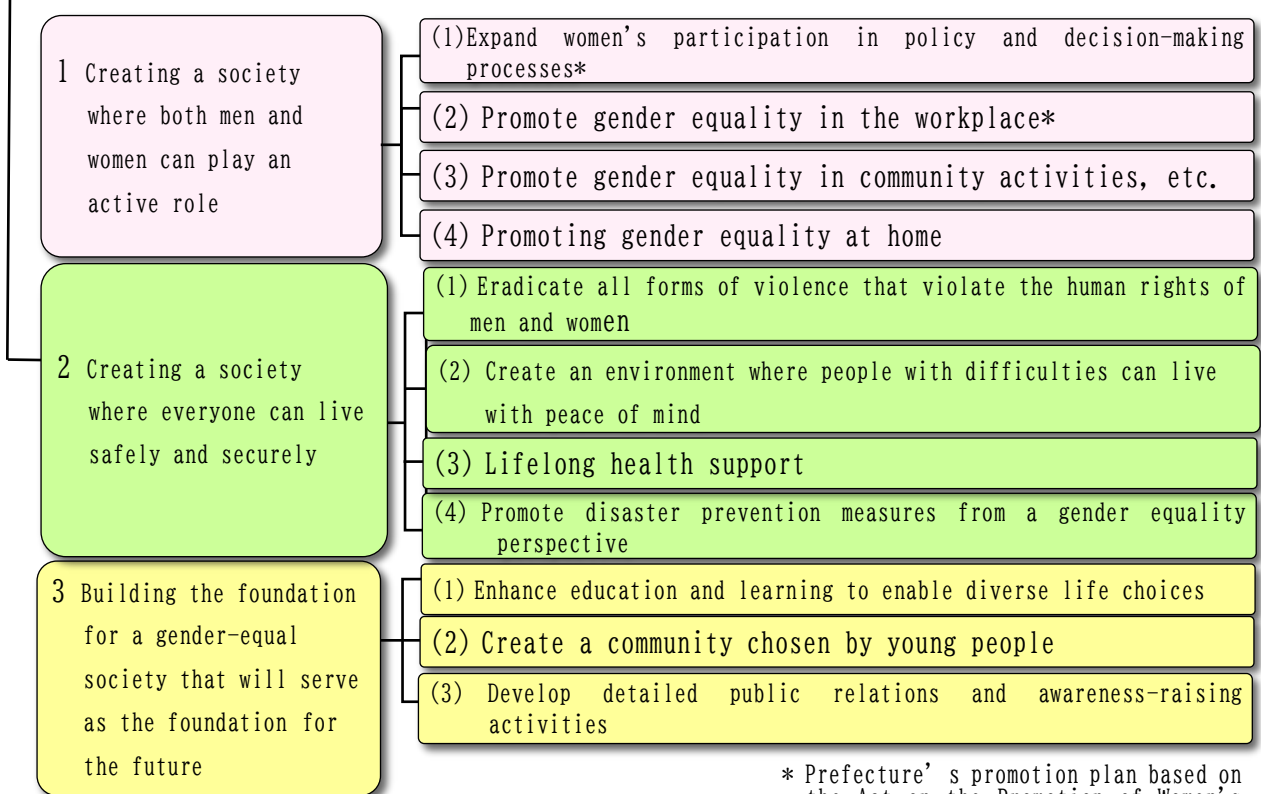 1 Creating a society
where both men and
women can play an
active role
(1)Expand women's participation in policy and decision-making
processes*
(2) Promote gender equality in the workplace*
(3) Promote gender equality in community activities, etc.
(4) Promoting gender equality at home
2 Creating a society
where everyone can live
safely and securely
(1) Eradicate all forms of violence that violate the human rights of
men and women
(2) Create an environment where people with difficulties can live
with peace of mind
(3) Lifelong health support
(4) Promote disaster prevention measures from a gender equality
perspective
3 Building the foundation
for a gender-equal
society that will serve
as the foundation for
the future
(1) Enhance education and learning to enable diverse life choices
(2) Create a community chosen by young people
(3) Develop detailed public relations and awareness-raising
activities
* Prefecture's promotion plan based on
the Act on the Promotion of Women's